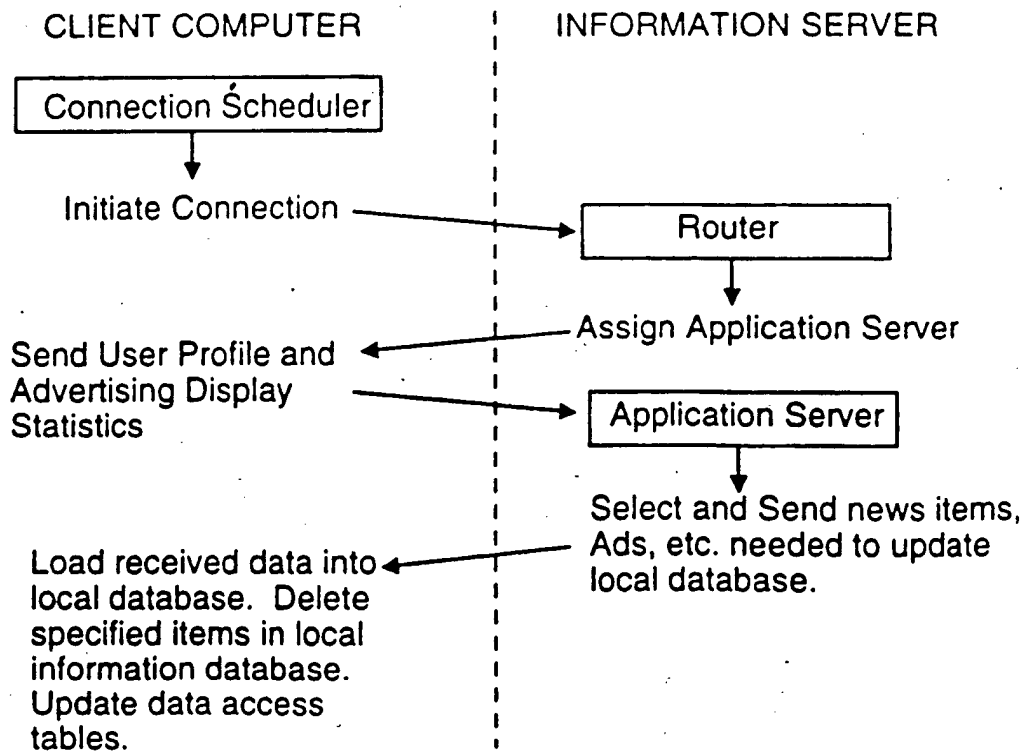 CLIENT COMPUTER
INFORMATION SERVER
Connection Scheduler
Initiate Connection
Router
Assign Application Server
Send User Profile and
Advertising Display
Statistics
Application Server
Select and Send news items,
Ads, etc. needed to update
local database.
Load received data into
local database. Delete
specified items in local
information database.
Update data access
tables.